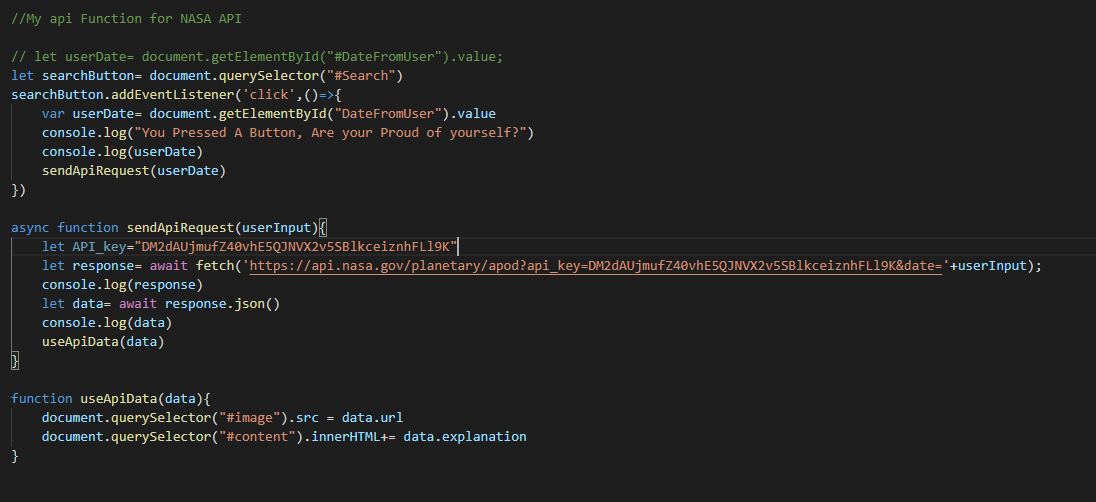 //My api Function for NASA API
// let userDate= document.getElementById("#DateFromUser").value;
let searchButton= document.querySelector("#Search")
searchButton.addEventListener('click',()=>{
var userDate= document.getElementById("DateFromUser").value
console.log("You Pressed A Button, Are your Proud of yourself?")
console.log(userDate)
sendApiRequest(userDate)
})
async function sendApiRequest(userInput){
let API_key="DM2dAUjmufZ40vhE5QJNVX2v5SBlkceiznhFLl9K"
let response= await fetch('https://api.nasa.gov/planetary/apod?api_key=DM2dAUjmufZ40vhE5QJNVX2v5SBlkceiznhFLl9K&date='+userInput);
console.log(response)
let data= await response.json()
console.log(data)
useApiData(data)
}
function useApiData(data){
document.querySelector("#image").src = data.url
document.querySelector("#content").innerHTML+= data.explanation
}